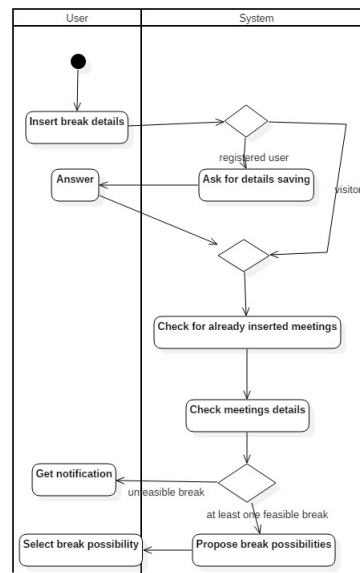 User
System
Insert break details
registered user
Answer
Ask for details saving
visitor
Check for already inserted meetings
Check meetings details
Get notification
unfeasible break
at least one feasible break
Select break possibility
Propose break possibilities